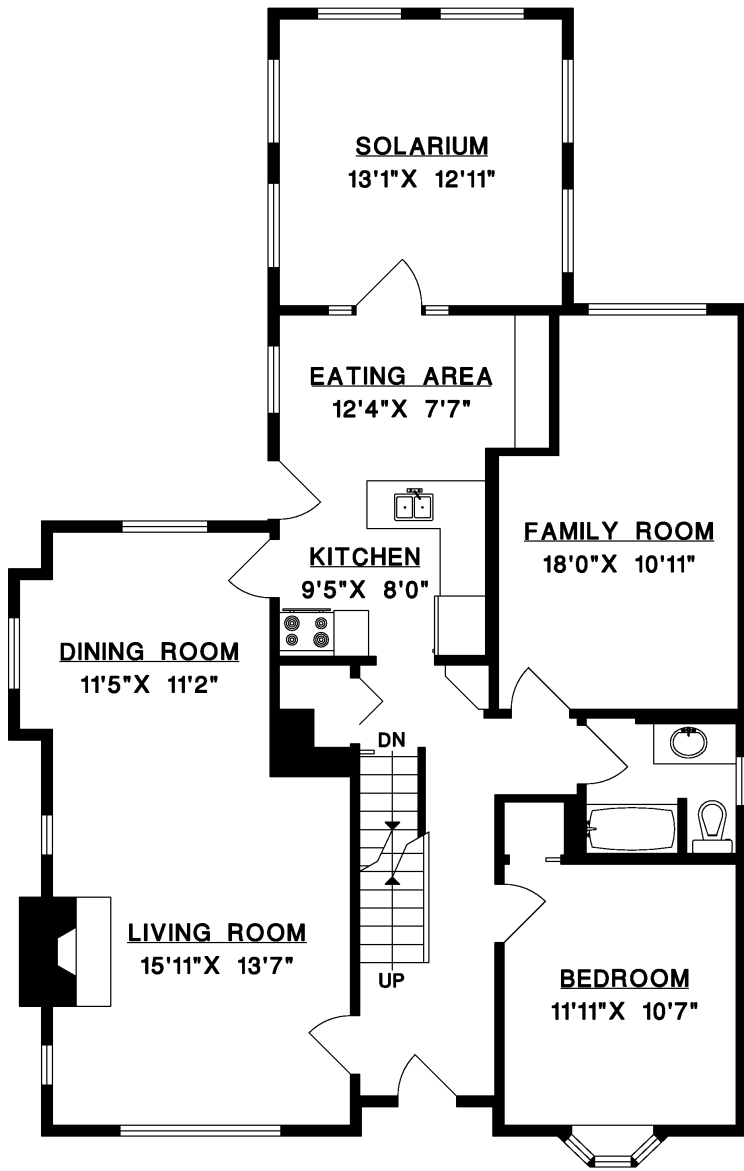 SOLARIUM
13'1"X 12'11"
EATING AREA
12'4"X 7'7"
FAMILY ROOM
18'0"X 10'11"
KITCHEN
9'5"X 8'0"
DINING ROOM
11'5"X 11'2"
DN
LIVING ROOM
15'11"X 13'7"
UP
BEDROOM
11'11"X 10'7"